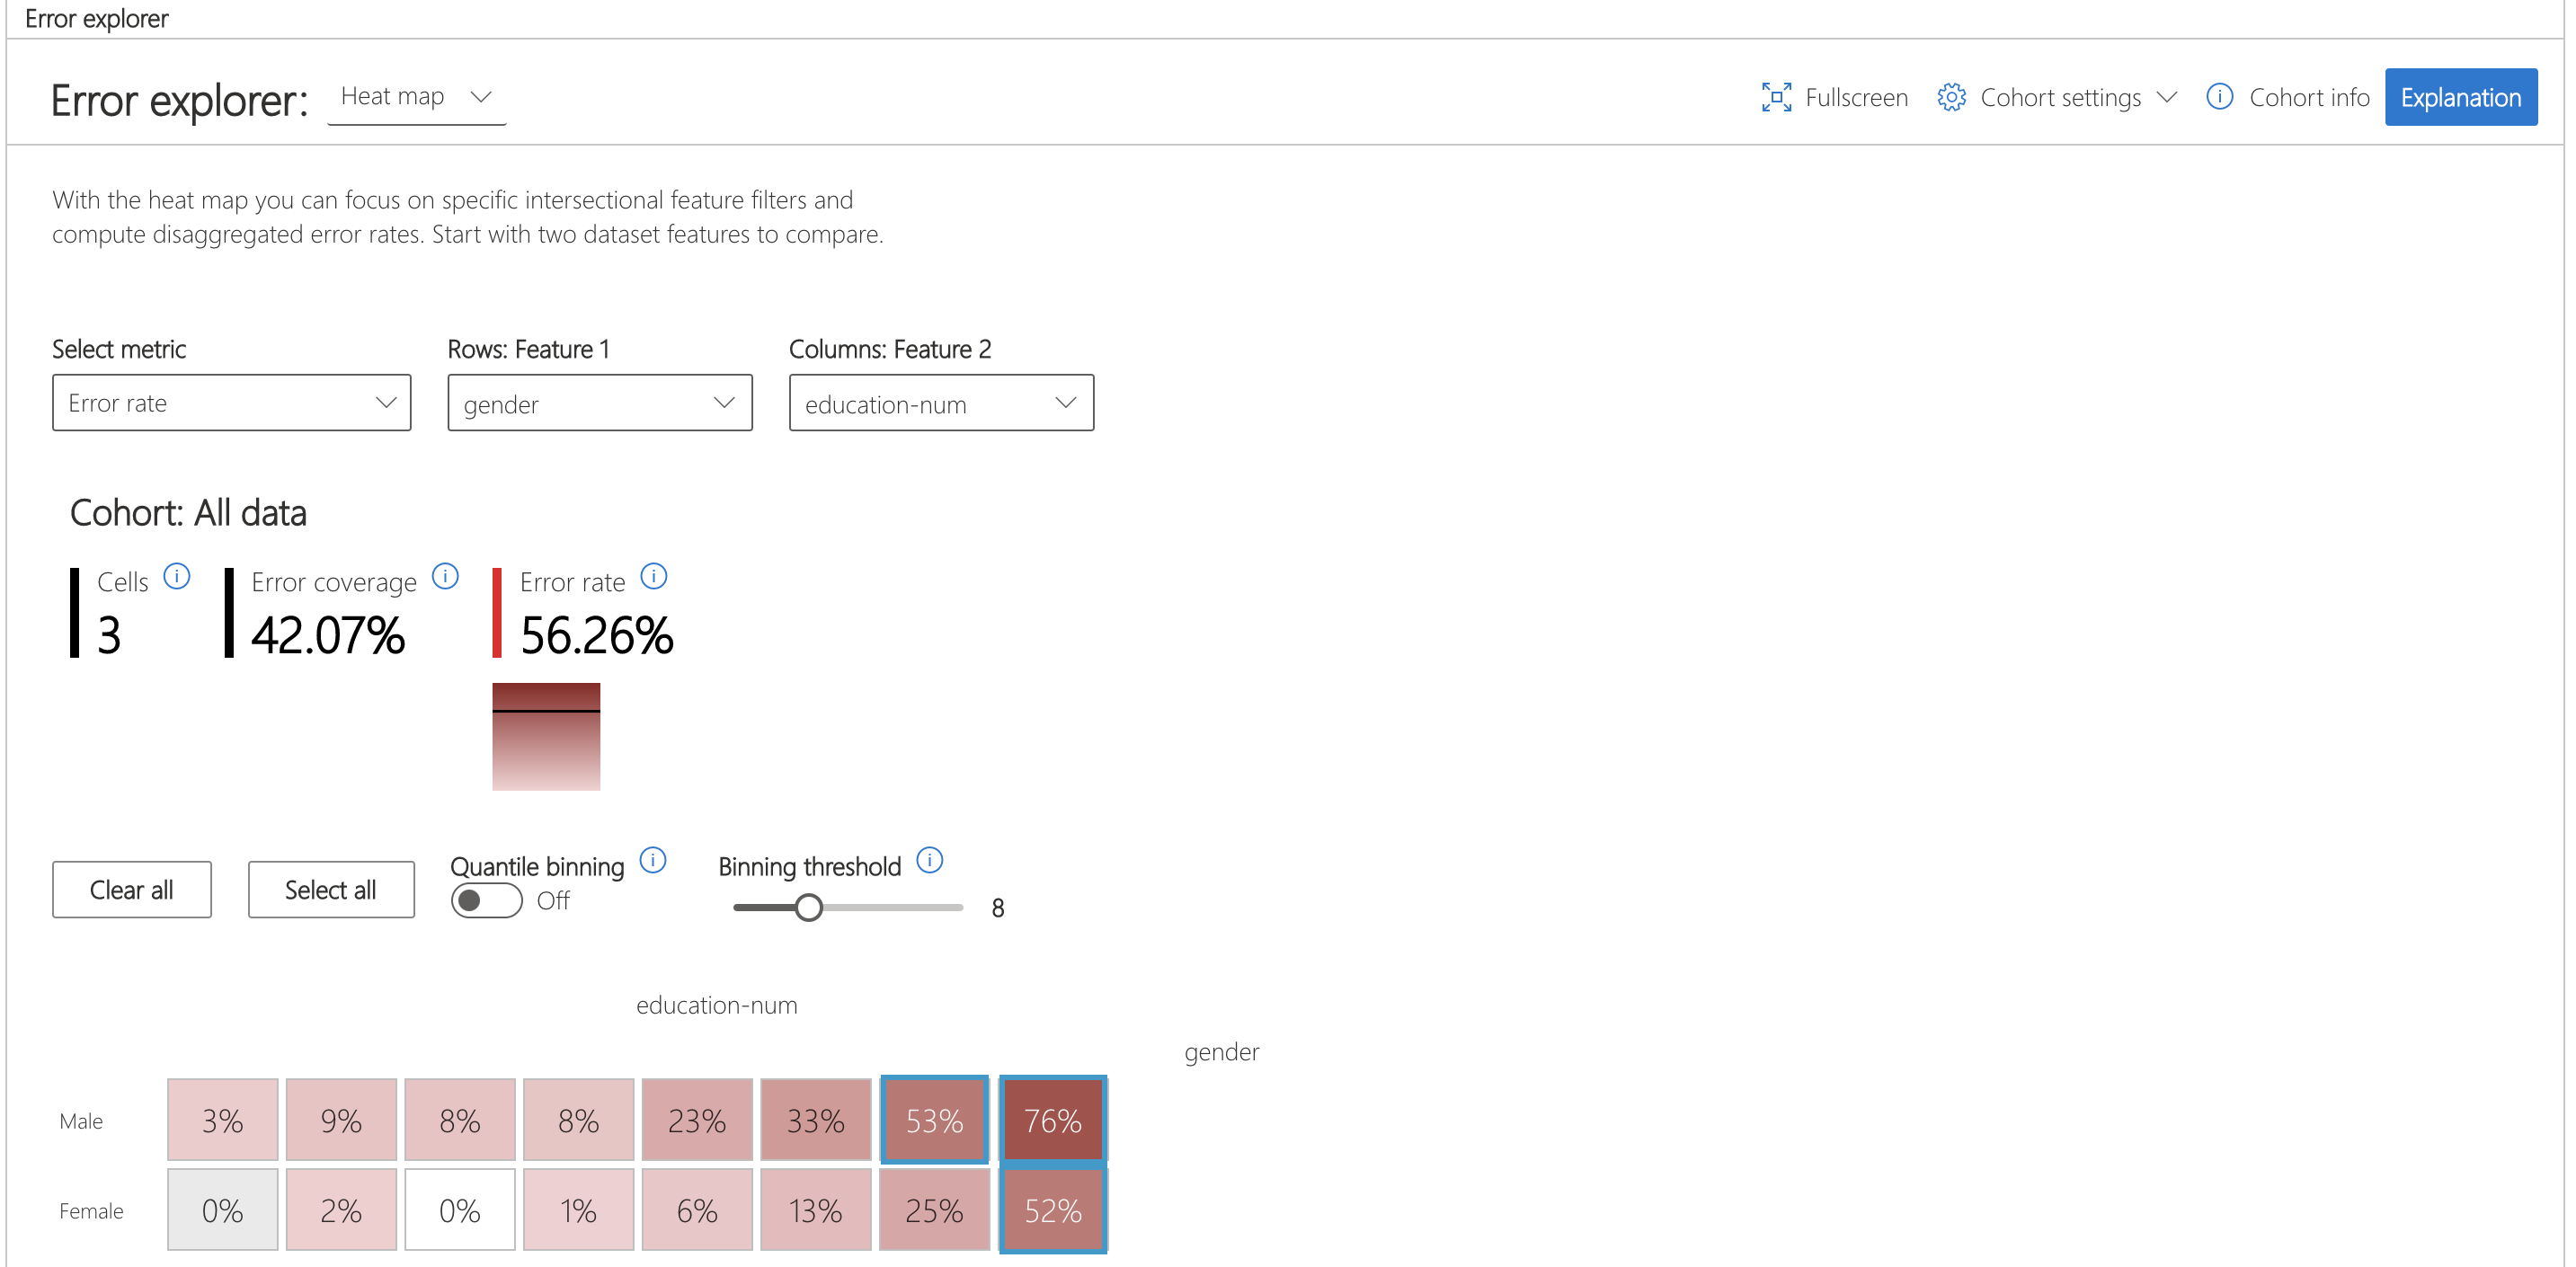 Error explorer
Error explorer: Heat map
Fullscreen Cohort settings Cohort info Explanation
With the heat map you can focus on specific intersectional feature filters and
compute disaggregated error rates. Start with two dataset features to compare.
Select metric Rows: Feature 1 Columns: Feature 2
Error rate gender education-num
Cohort: All data
Cells Error coverage Error rate
3 42.07% 56.26%
Clear all Select all Quantile binning Off Binning threshold 8
education-num
gender
Male 3% 9% 8% 8% 23% 33% 53% 76%
Female 0% 2% 0% 1% 6% 13% 25% 52%